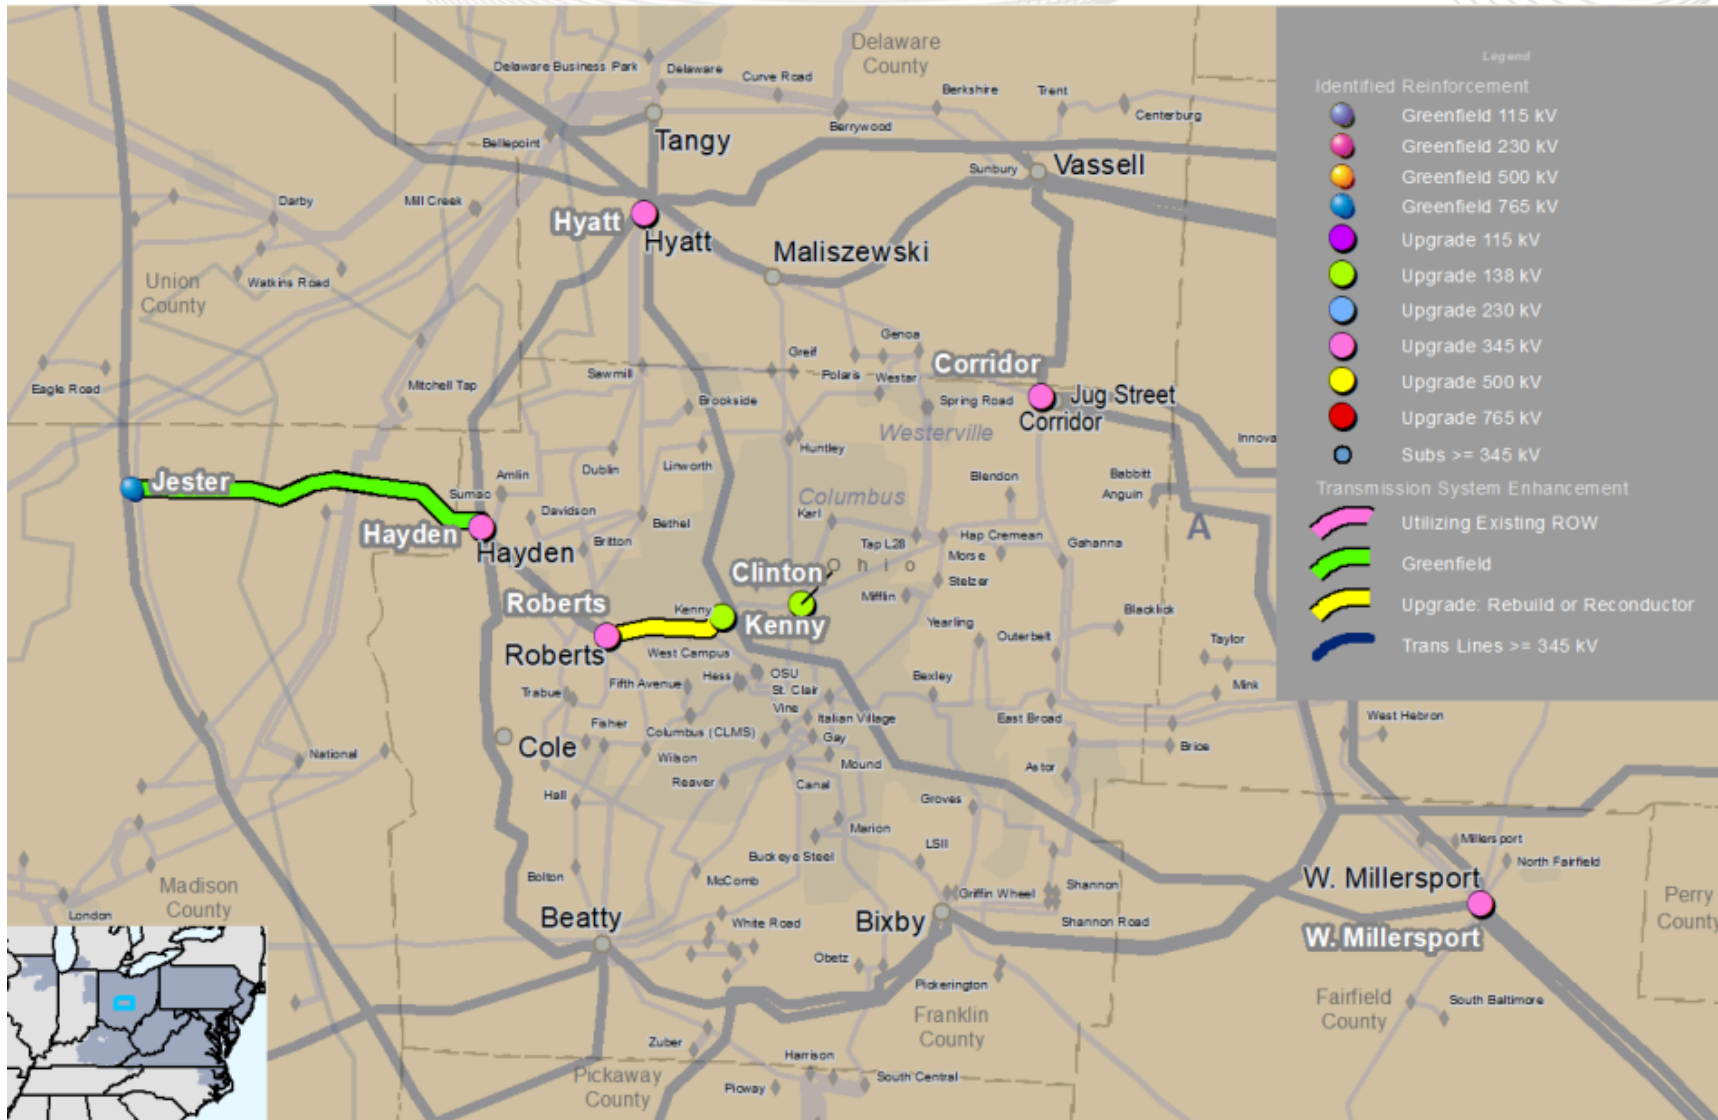 Delaware
County
Delaware Business Park
Delaware
Curve Road
Berkshire
Trent
Centerburg
Berrywood
Bellepoint
Tangy
Sunbury
Vassell
Darby
Mill Creek
Hyatt
Hyatt
Maliszewski
Union
County
Watkins Road
Genoa
Greif
Corridor
Eagle Road
Mitchell Tap
Sawmill
Polaris
Westar
Brookside
Spring Road
Jug Street
Corridor
Westerville
Huntley
Innova
Jester
Amlin
Dublin
Linworth
Blendon
Babbitt
Anguin
Sumac
Columbus
Karl
Davidson
Bethel
A
Hayden
Hayden
Britton
Tap L28
Hap Cremean
Morse
Gahanna
Ohio
Clinton
Stelzer
Mifflin
Roberts
Kenny
Kenny
Blacklick
Yearling
Outerbelt
Taylor
Roberts
West Campus
Hess
OSU
Fifth Avenue
St. Clair
Bexley
Mink
Trabue
Vine
Fisher
Italian Village
East Broad
West Hebron
Columbus (CLMS)
Gay
Brice
Cole
National
Wilson
Mound
Astor
Reaver
Canal
Hall
Groves
Marion
LSII
Millersport
Buckeye Steel
North Fairfield
Bolton
McComb
Griffin Wheel
Shannon
W. Millersport
W. Millersport
Madison
County
London
Perry
County
Beatty
White Road
Bixby
Shannon Road
Obetz
Pickerington
Fairfield
County
South Baltimore
Franklin
County
Zuber
Harrison
Pickaway
County
Picway
South Central
Legend
Identified Reinforcement
Greenfield 115 kV
Greenfield 230 kV
Greenfield 500 kV
Greenfield 765 kV
Upgrade 115 kV
Upgrade 138 kV
Upgrade 230 kV
Upgrade 345 kV
Upgrade 500 kV
Upgrade 765 kV
Subs >= 345 kV
Transmission System Enhancement
Utilizing Existing ROW
Greenfield
Upgrade: Rebuild or Reconductor
Trans Lines >= 345 kV